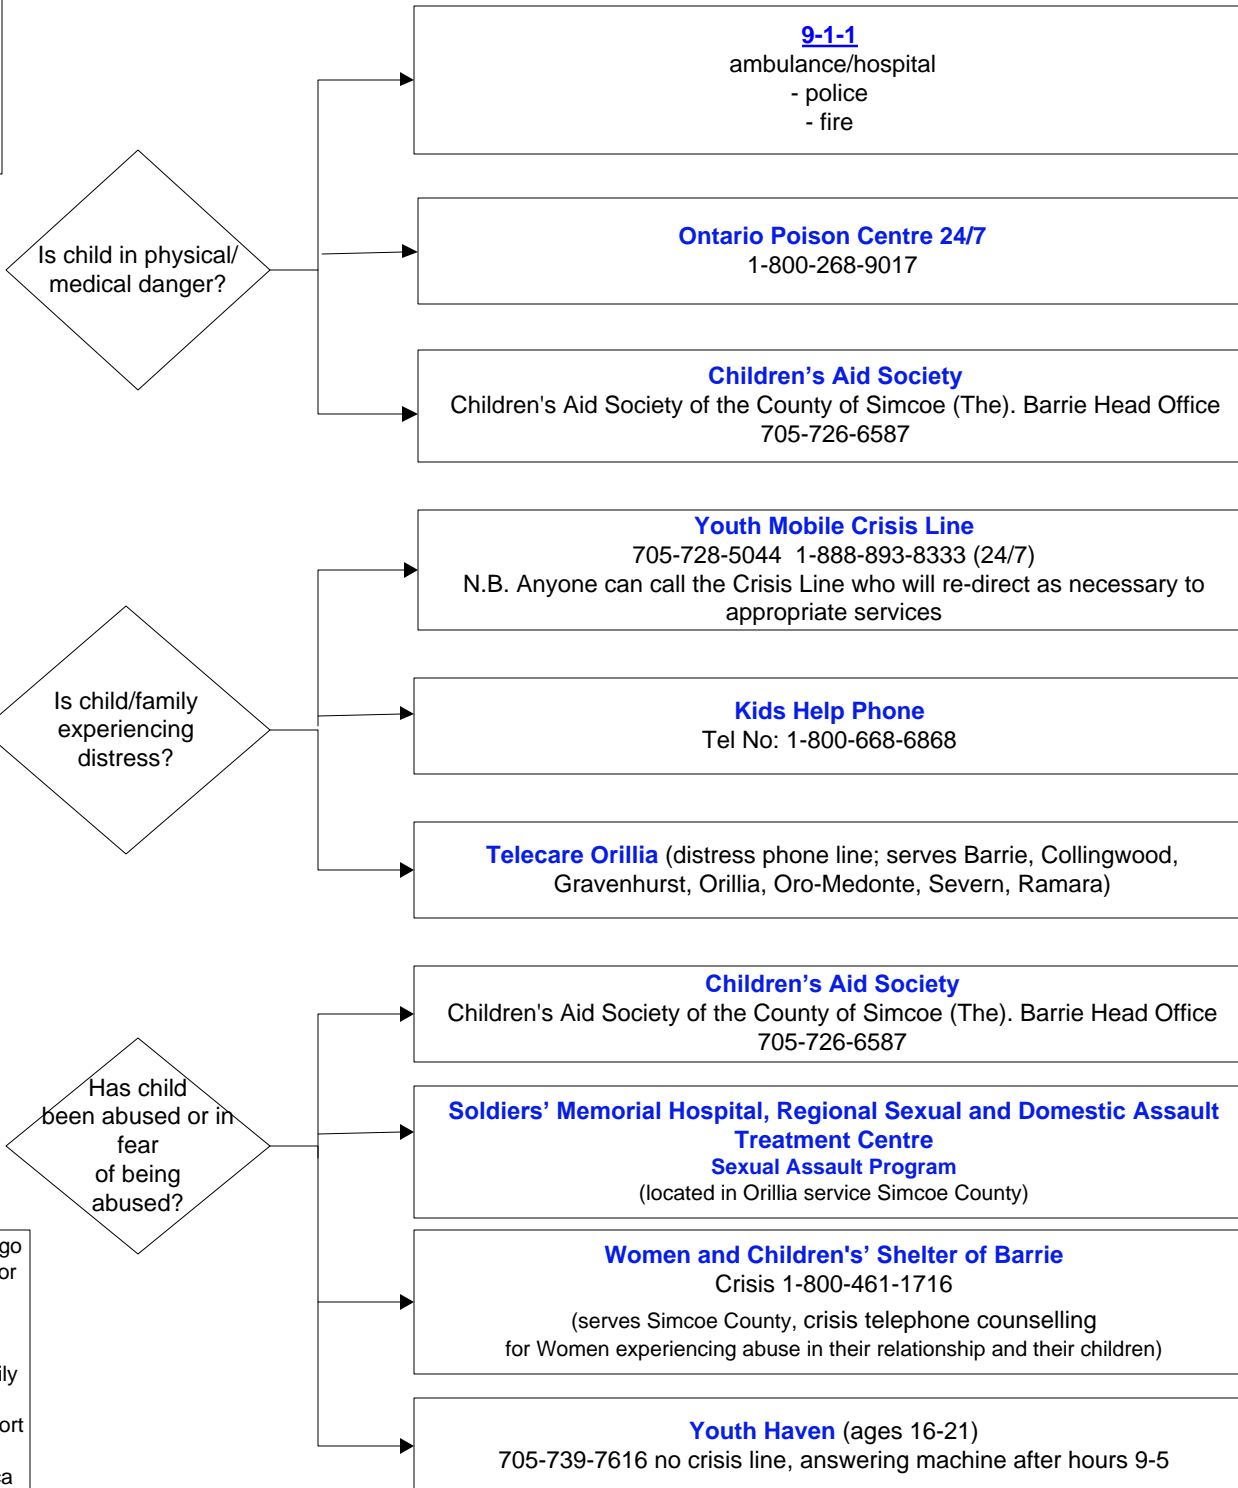 9-1-1
ambulance/hospital
- police
- fire
Is child in physical/
medical danger?
Ontario Poison Centre 24/7
1-800-268-9017
Children's Aid Society
Children's Aid Society of the County of Simcoe (The). Barrie Head Office
705-726-6587
Youth Mobile Crisis Line
705-728-5044  1-888-893-8333 (24/7)
N.B. Anyone can call the Crisis Line who will re-direct as necessary to
appropriate services
Is child/family
experiencing
distress?
Kids Help Phone
Tel No: 1-800-668-6868
Telecare Orillia (distress phone line; serves Barrie, Collingwood,
Gravenhurst, Orillia, Oro-Medonte, Severn, Ramara)
Children’s Aid Society
Children's Aid Society of the County of Simcoe (The). Barrie Head Office
705-726-6587
Has child
been abused or in
fear
of being
abused?
Soldiers’ Memorial Hospital, Regional Sexual and Domestic Assault
Treatment Centre
Sexual Assault Program
(located in Orillia service Simcoe County)
Women and Children's’ Shelter of Barrie
Crisis 1-800-461-1716
(serves Simcoe County, crisis telephone counselling
for Women experiencing abuse in their relationship and their children)
Youth Haven (ages 16-21)
705-739-7616 no crisis line, answering machine after hours 9-5
go
or
ily
ort
ca